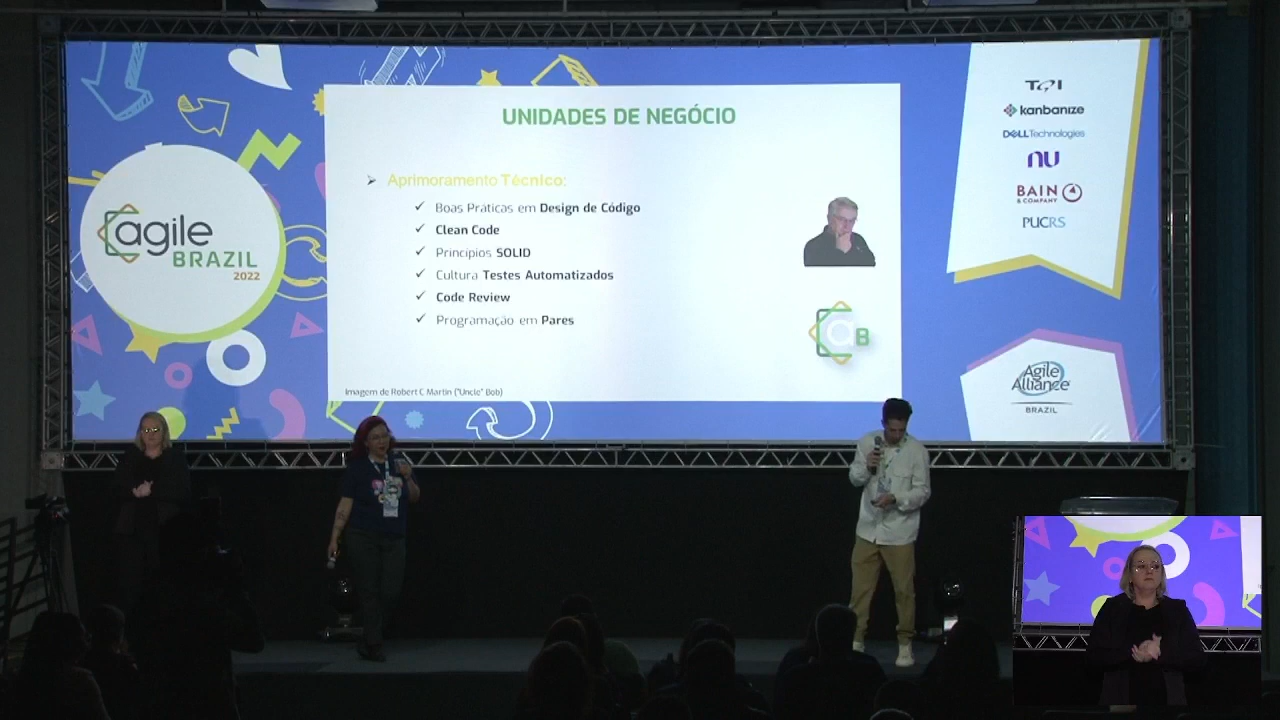 UNIDADES DE NEGÓCIO
Aprimoramento Técnico:
Boas Práticas em Design de Código
Clean Code
Princípios SOLID
Cultura Testes Automatizados
Code Review
Programação em Pares
Imagem de Robert C Martin ("Uncle" Bob)
agile
BRAZIL
2022
aB
kanbanize
DELL Technologies
nu
BAIN
& COMPANY
PUCRS
Agile
Alliance
BRAZIL